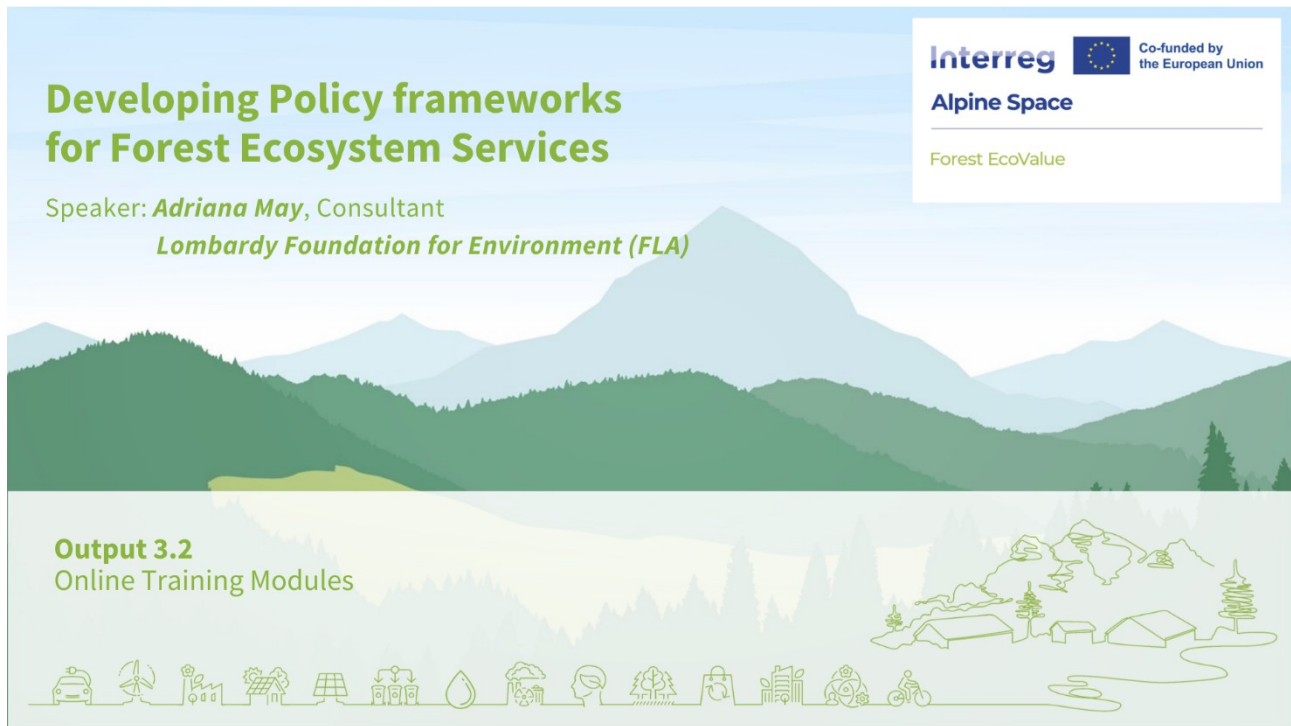 Developing Policy frameworks
for Forest Ecosystem Services
Speaker: Adriana May, Consultant
Lombardy Foundation for Environment (FLA)
Interreg
Co-funded by
the European Union
Alpine Space
Forest EcoValue
Output 3.2
Online Training Modules